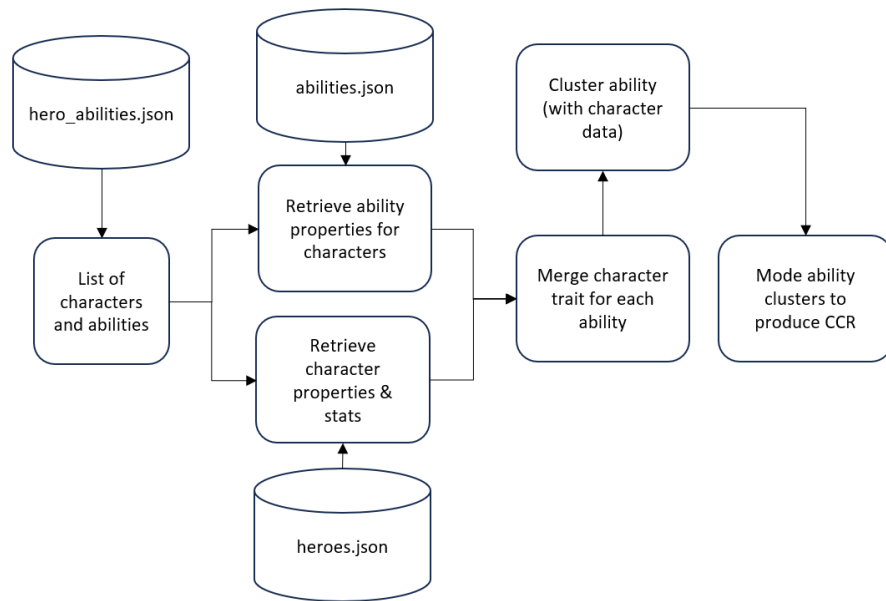 hero_abilities.json
abilities.json
List of
characters
and abilities
Retrieve ability
properties for
characters
Retrieve
character
properties &
stats
heroes.json
Merge character
trait for each
ability
Cluster ability
(with character
data)
Mode ability
clusters to
produce CCR